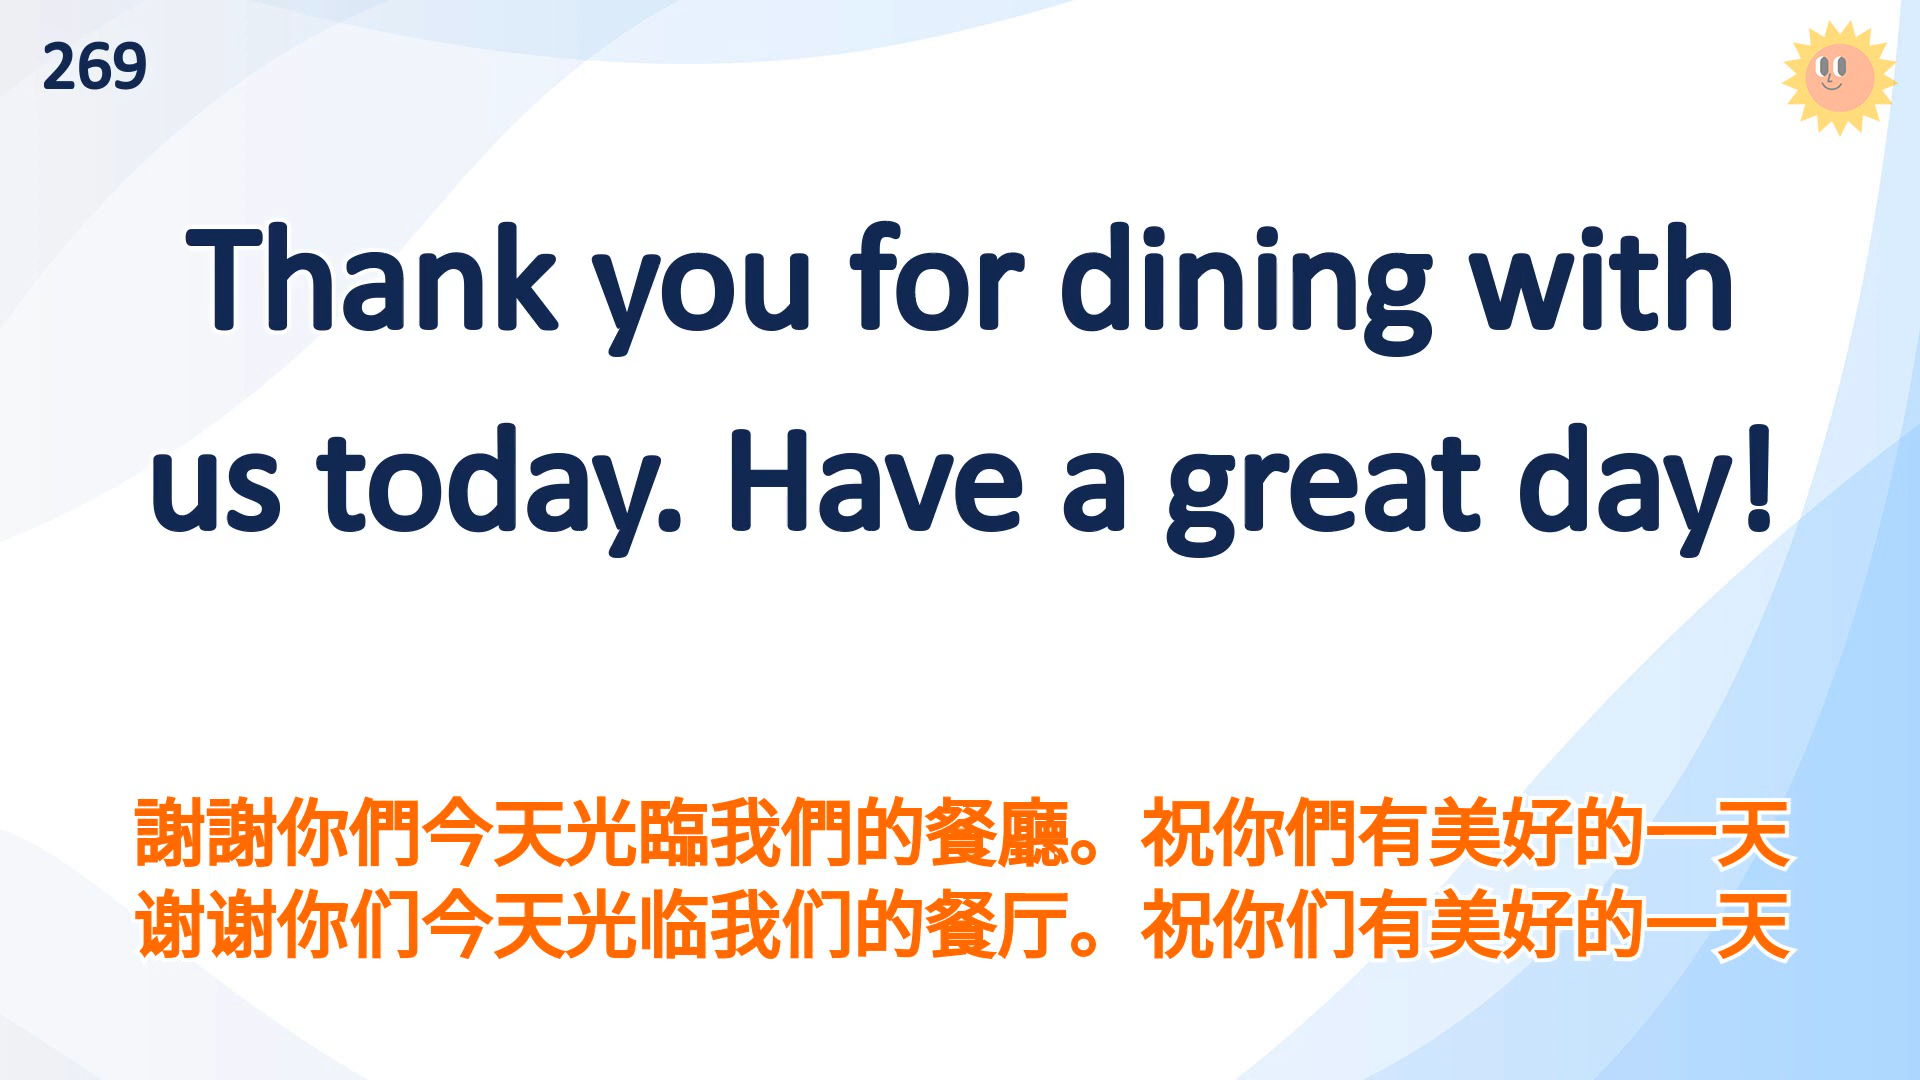 269
Thank you for dining with
us today. Have a great day!
謝謝你們今天光臨我們的餐廳。祝你們有美好的一天
谢谢你们今天光临我们的餐厅。祝你们有美好的一天